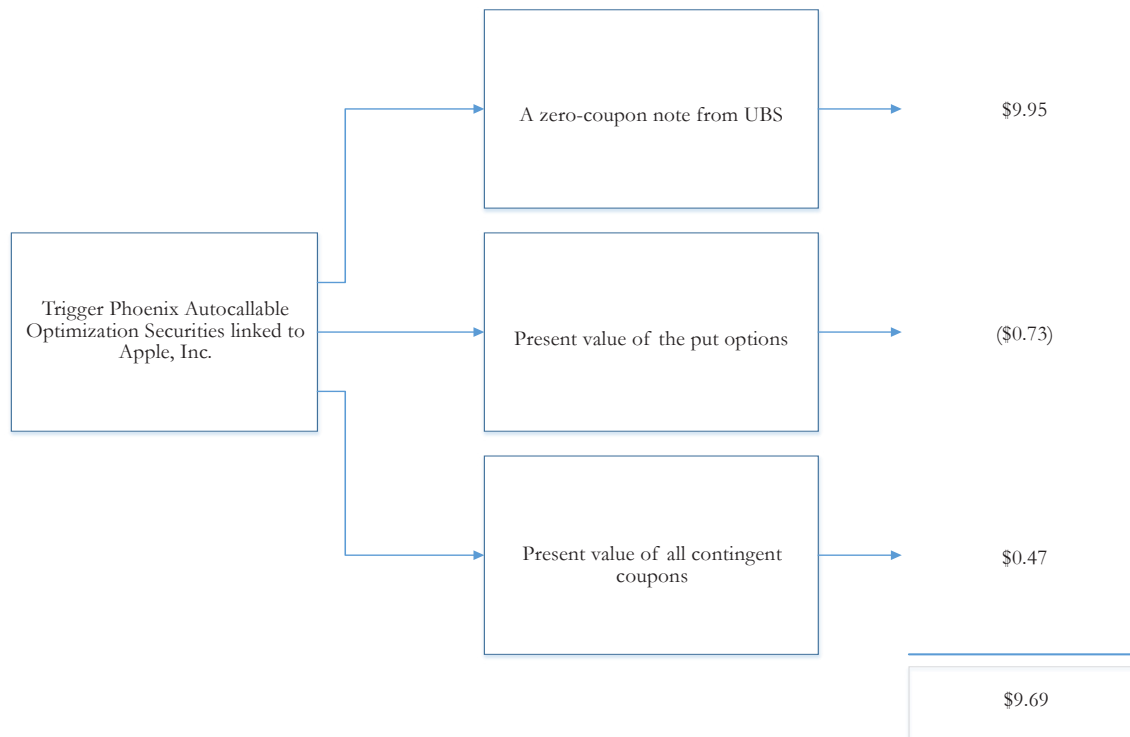 A zero-coupon note from UBS
$9.95
Trigger Phoenix Autocallable
Optimization Securities linked to
Apple, Inc.
Present value of the put options
($0.73)
Present value of all contingent
coupons
$0.47
$9.69